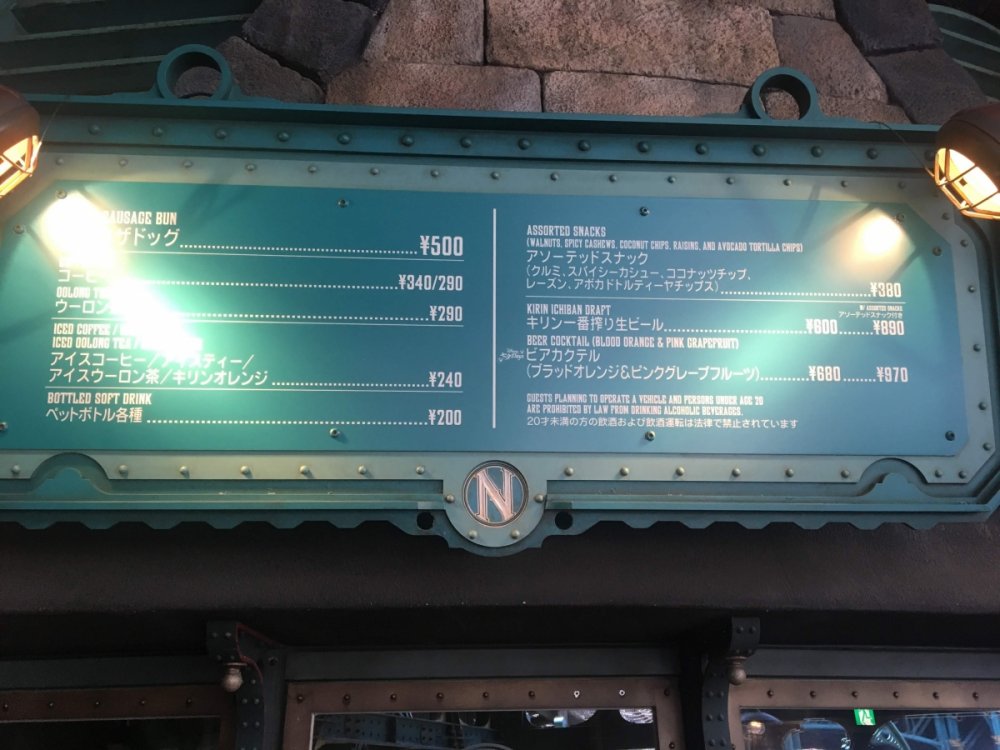 SAUSAGE BUN
ザドッグ ¥500
コーヒ ¥340/290
OOLONG
ウーロン ¥290
ICED COFFEE /
ICED OOLONG TEA /
アイスコーヒー／アイスティー／
アイスウーロン茶／キリンオレンジ ¥240
BOTTLED SOFT DRINK
ペットボトル各種 ¥200
ASSORTED SNACKS
(WALNUTS, SPICY CASHEWS, COCONUT CHIPS, RAISINS, AND AVOCADO TORTILLA CHIPS)
アソーテッドスナック
(クルミ、スパイシーカシュー、ココナッツチップ、
レーズン、アボカドトルティーヤチップス) ¥380
W/ ASSORTED SNACKS
アソーテッドスナック付き
KIRIN ICHIBAN DRAFT
キリン一番搾り生ビール ¥600 ¥890
BEER COCKTAIL (BLOOD ORANGE & PINK GRAPEFRUIT)
ビアカクテル
(ブラッドオレンジ&ピンクグレープフルーツ) ¥680 ¥970
GUESTS PLANNING TO OPERATE A VEHICLE AND PERSONS UNDER AGE 20
ARE PROHIBITED BY LAW FROM DRINKING ALCOHOLIC BEVERAGES.
20才未満の方の飲酒および飲酒運転は法律で禁止されています
N